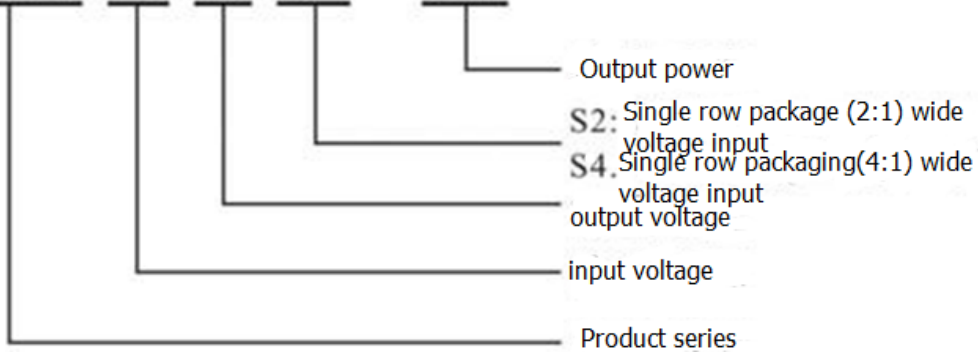 Output power
S2: Single row package (2:1) wide
voltage input
S4. Single row packaging(4:1) wide
voltage input
output voltage
input voltage
Product series